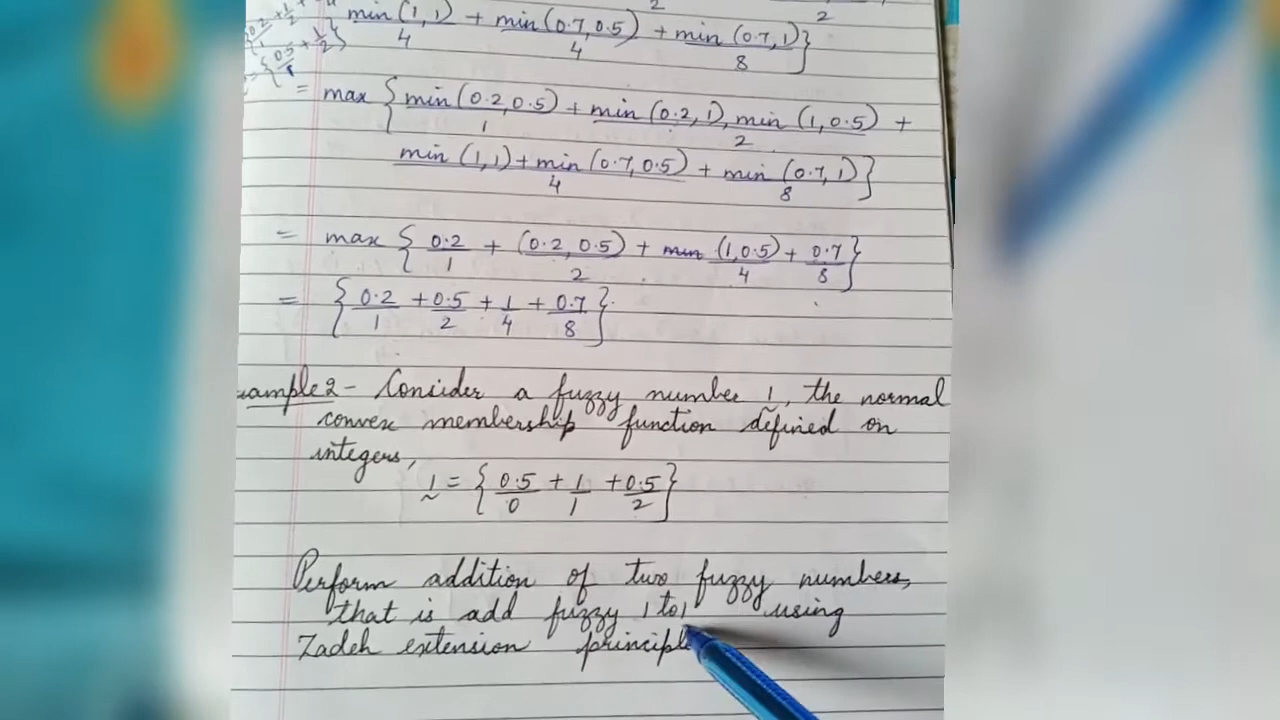 min(1,1) + min(0.7,0.5) + min(0.7,1)}
4 4 8
= max { min(0.2,0.5) + min(0.2,1), min(1,0.5) +
1 2
min(1,1) + min(0.7,0.5) + min(0.7,1)}
4 8
= max { 0.2 + (0.2,0.5) + min (1,0.5) + 0.7 }
1 2 4 8
= { 0.2 + 0.5 + 1 + 0.7 }
1 2 4 8
xample 2 - Consider a fuzzy number 1, the normal
convex membership function defined on
integers,
1 = { 0.5 + 1 + 0.5 }
0 1 2
Perform addition of two fuzzy numbers,
that is add fuzzy 1 to 1 using
Zadeh extension principle